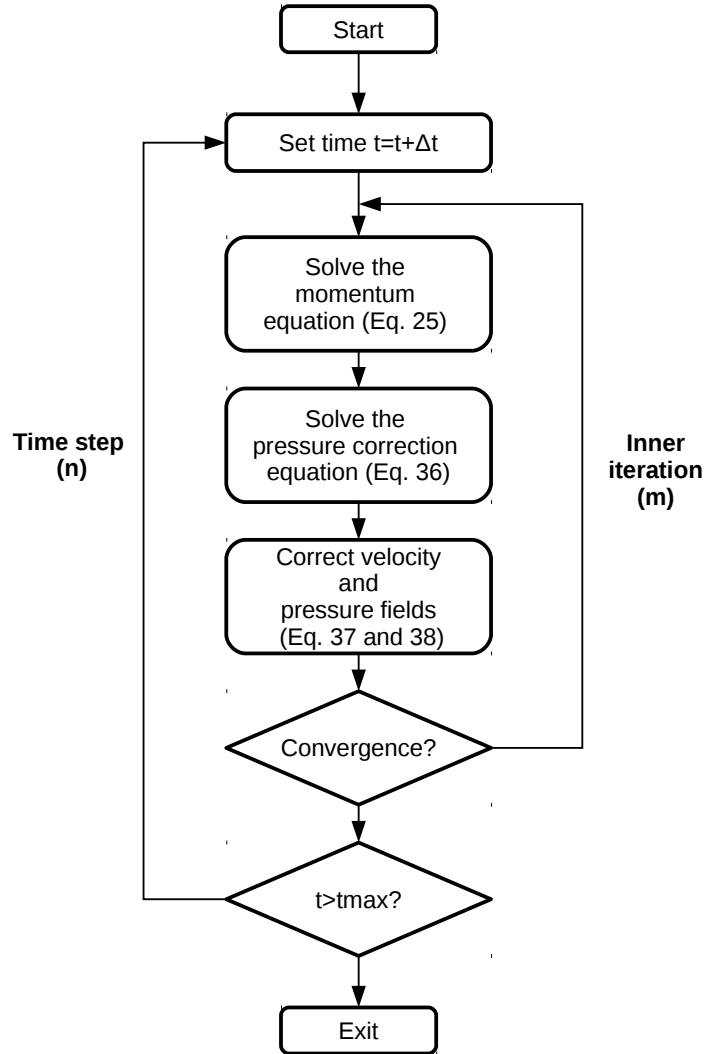 Start
Set time t=t+Δt
Solve the
momentum
equation (Eq. 25)
Solve the
pressure correction
equation (Eq. 36)
Time step
(n)
Inner
iteration
(m)
Correct velocity
and
pressure fields
(Eq. 37 and 38)
Convergence?
t>tmax?
Exit